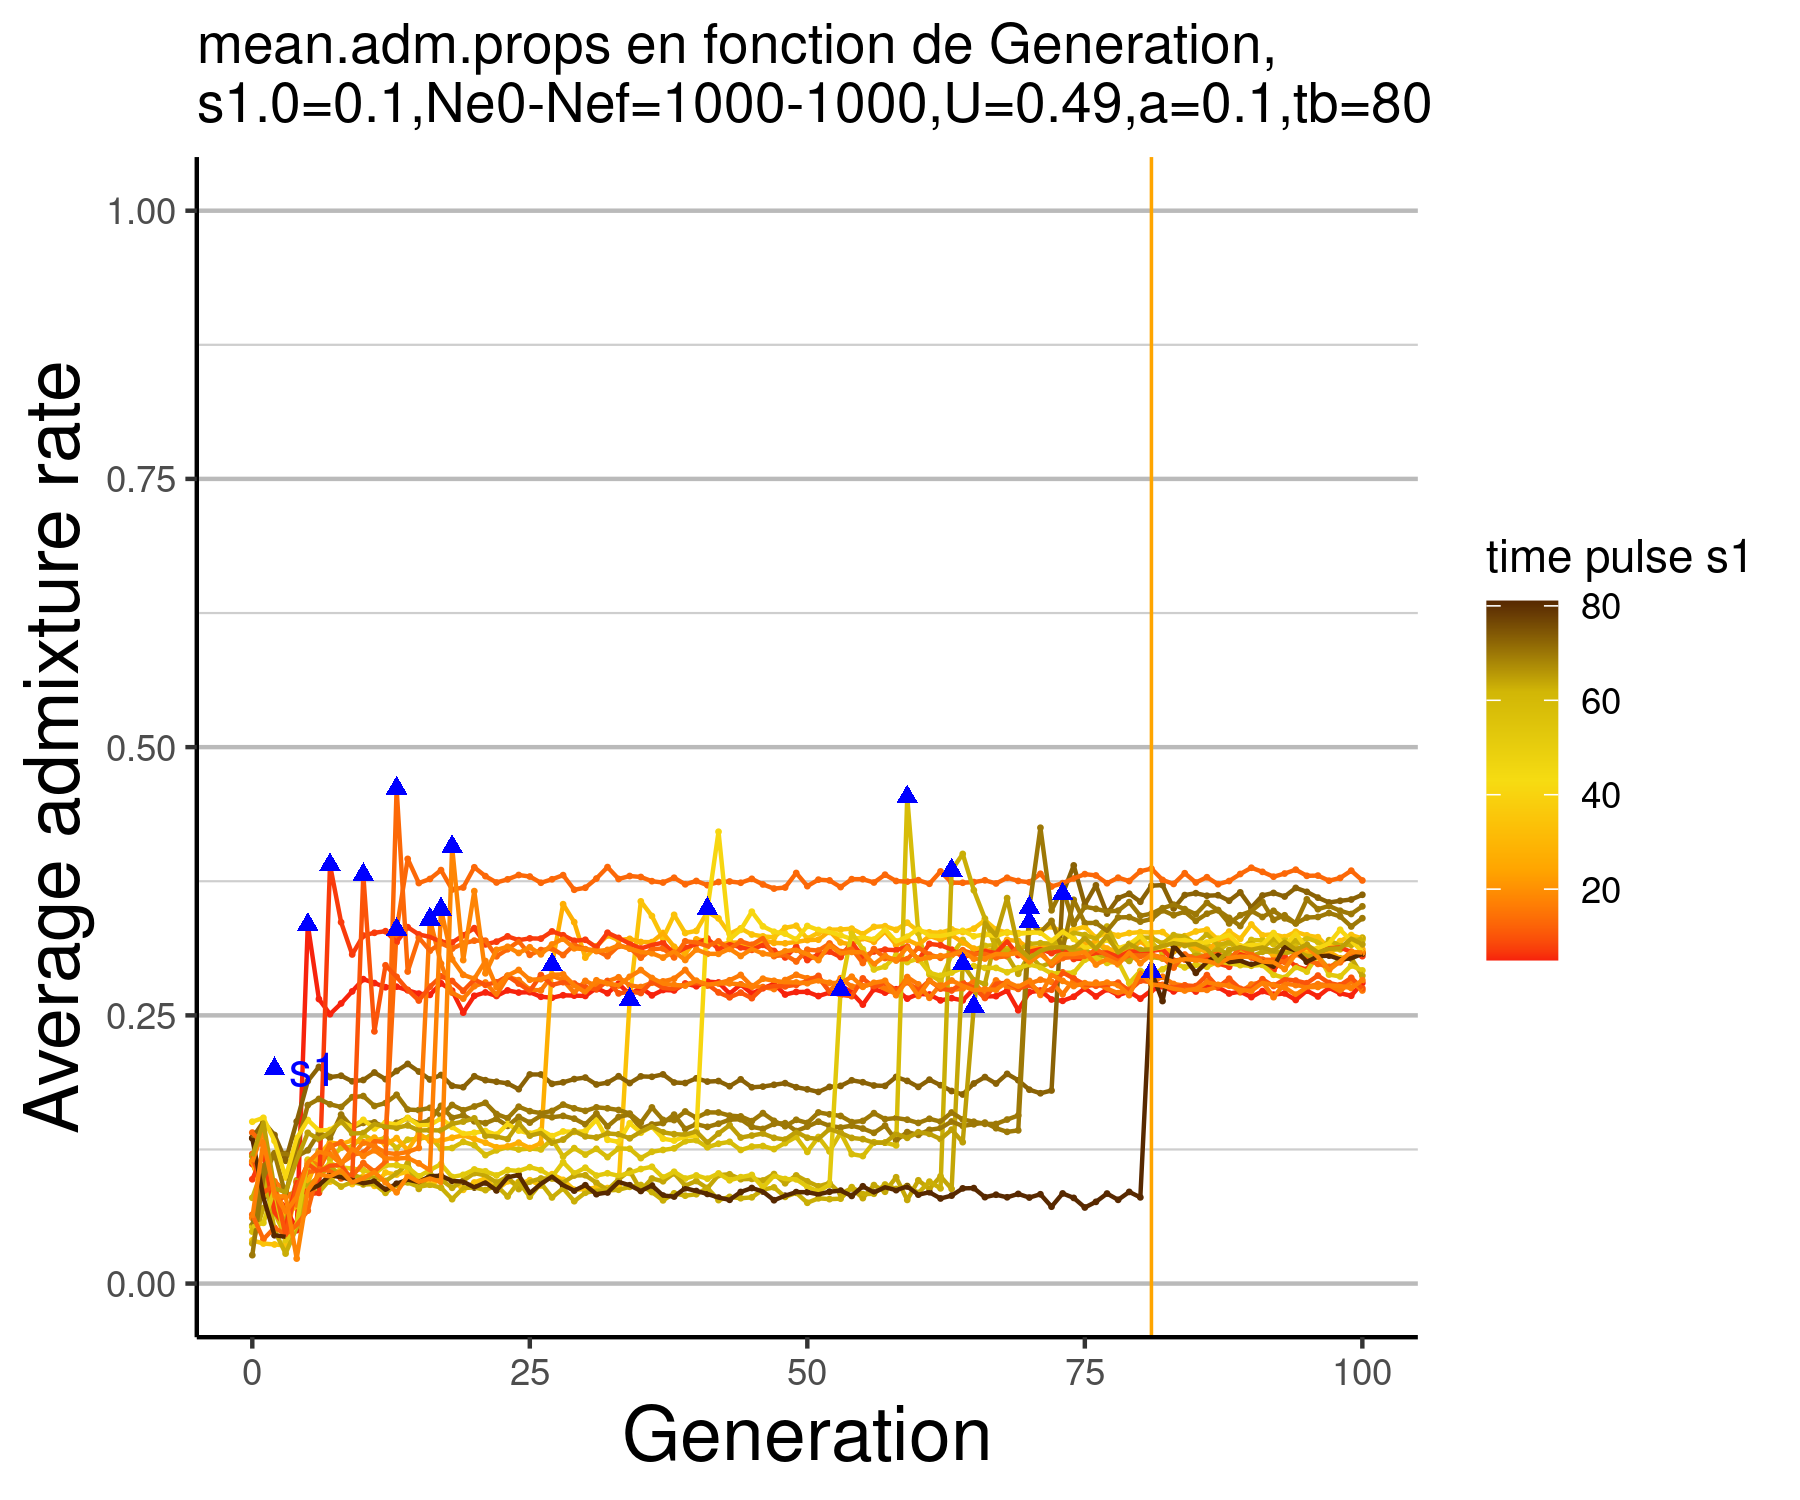 mean.adm.props en fonction de Generation,
s1.0=0.1,Ne0-Nef=1000-1000,U=0.49,a=0.1,tb=80
Average admixture rate
1.00
0.75
0.50
0.25
0.00
s1
0
25
50
75
100
Generation
time pulse s1
80
60
40
20